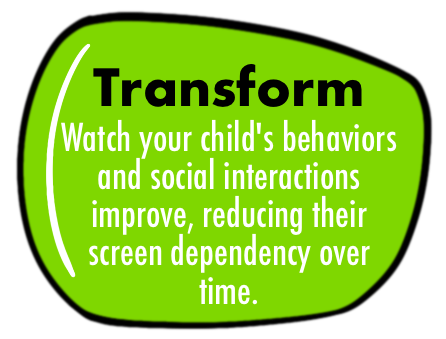 Transform
Watch your child's behaviors
and social interactions
improve, reducing their
screen dependency over
time.